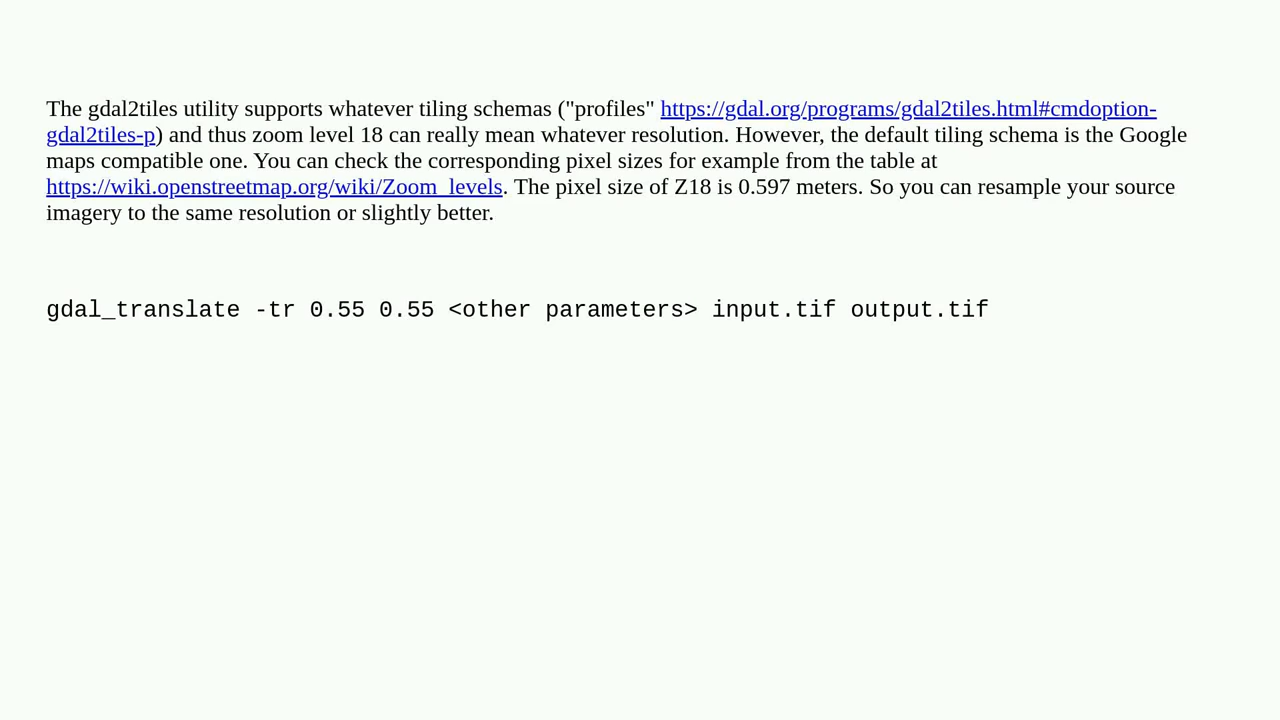 The gdal2tiles utility supports whatever tiling schemas ("profiles" https://gdal.org/programs/gdal2tiles.html#cmdoption-
gdal2tiles-p) and thus zoom level 18 can really mean whatever resolution. However, the default tiling schema is the Google
maps compatible one. You can check the corresponding pixel sizes for example from the table at
https://wiki.openstreetmap.org/wiki/Zoom_levels. The pixel size of Z18 is 0.597 meters. So you can resample your source
imagery to the same resolution or slightly better.
gdal_translate -tr 0.55 0.55 <other parameters> input.tif output.tif